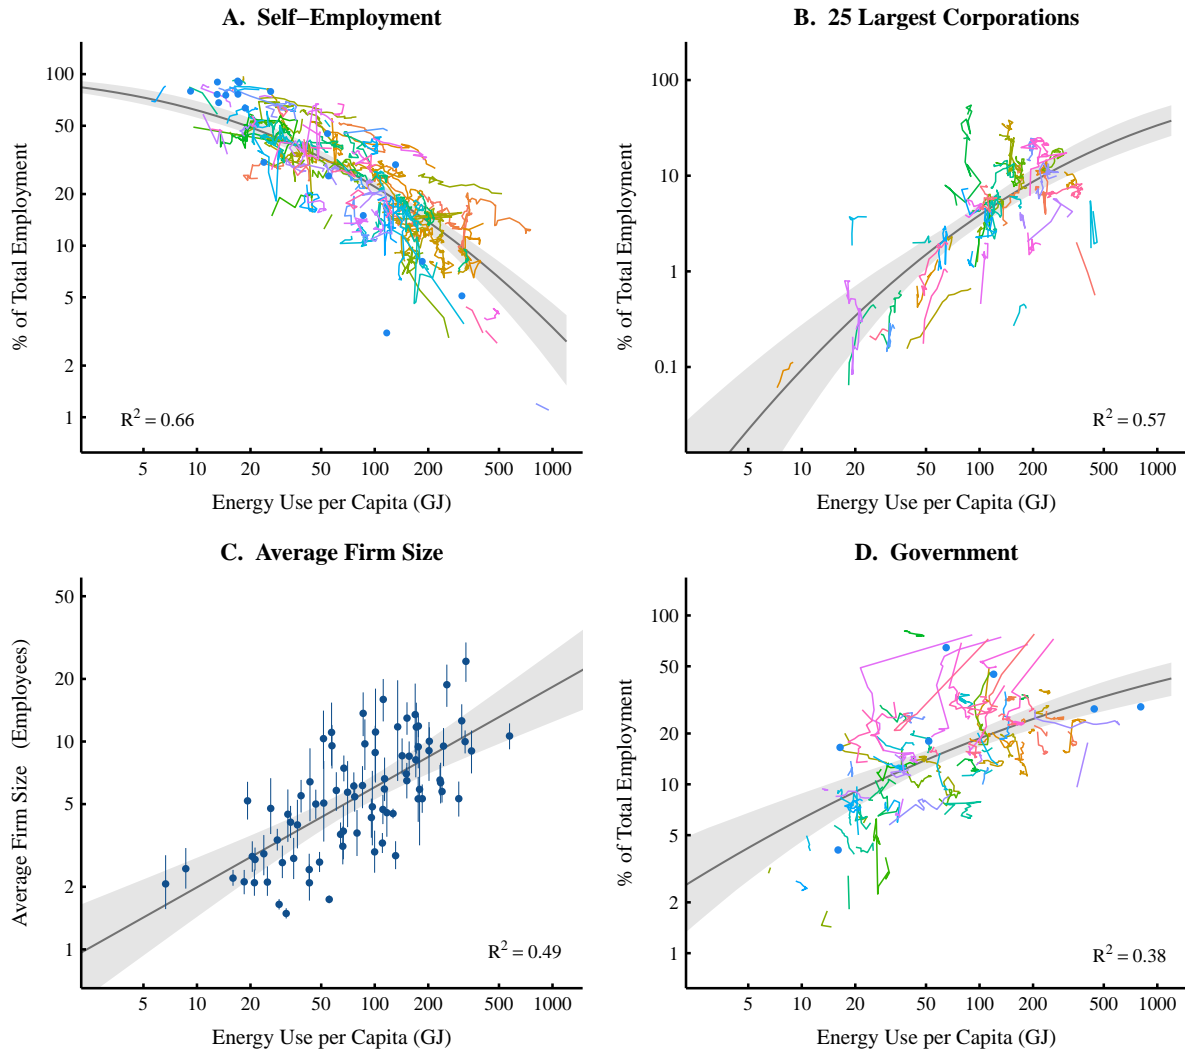 A. Self−Employment
% of Total Employment
100
50
20
10
5
2
1
R² = 0.66
5 10 20 50 100 200 500 1000
Energy Use per Capita (GJ)
B. 25 Largest Corporations
% of Total Employment
100
10
1
0.1
R² = 0.57
5 10 20 50 100 200 500 1000
Energy Use per Capita (GJ)
C. Average Firm Size
Average Firm Size (Employees)
50
20
10
5
2
1
R² = 0.49
5 10 20 50 100 200 500 1000
Energy Use per Capita (GJ)
D. Government
% of Total Employment
100
50
20
10
5
2
1
R² = 0.38
5 10 20 50 100 200 500 1000
Energy Use per Capita (GJ)